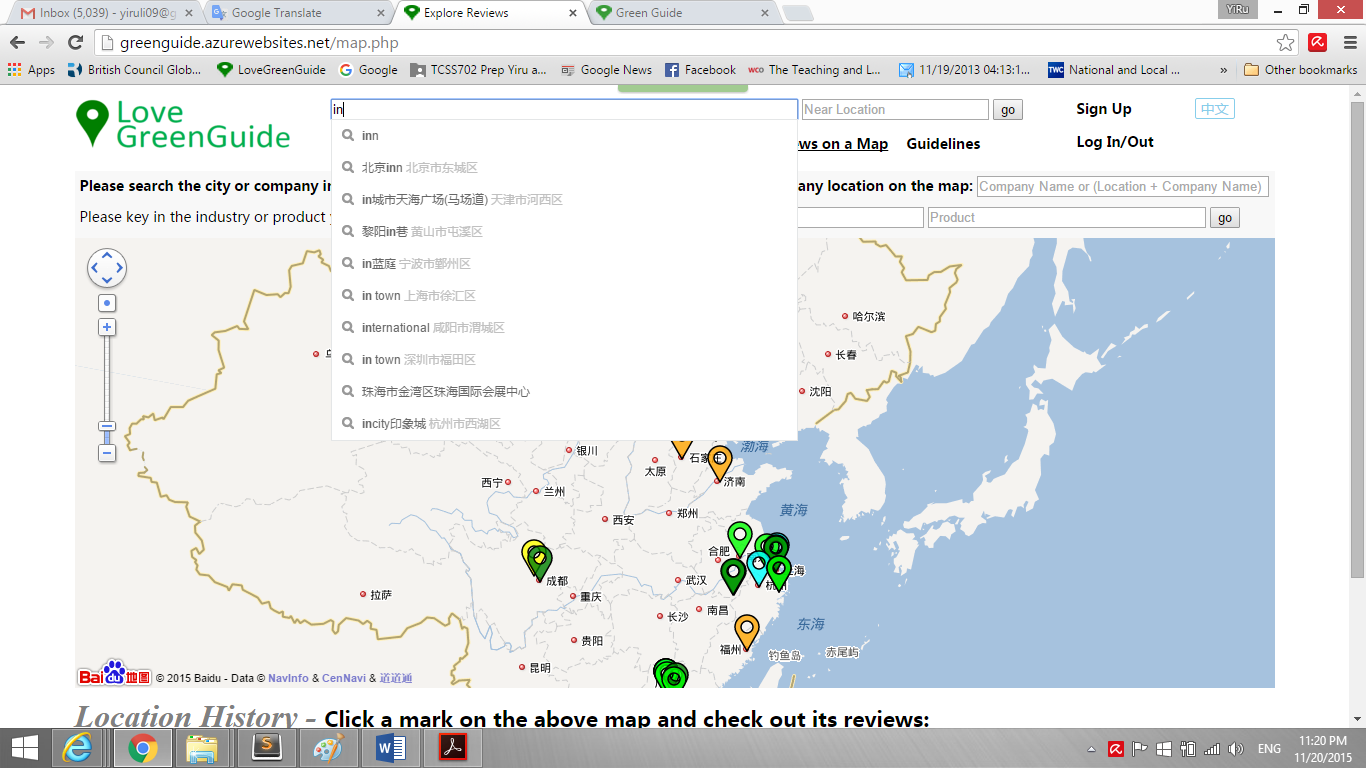 Inbox (5,039) - yiruli09@g
Google Translate
Explore Reviews
Green Guide
YiRu
greenguide.azurewebsites.net/map.php
Apps
British Council Glob...
LoveGreenGuide
Google
TCSS702 Prep Yiru a...
Google News
Facebook
wco The Teaching and L...
11/19/2013 04:13:1...
TWC National and Local ...
»
Other bookmarks
Love
GreenGuide
in
Near Location
go
Sign Up
中文
ws on a Map
Guidelines
Log In/Out
inn
北京inn 北京市东城区
in城市天海广场(马场道) 天津市河西区
黎阳in巷 黄山市屯溪区
in蓝庭 宁波市鄞州区
in town 上海市徐汇区
international 咸阳市渭城区
in town 深圳市福田区
珠海市金湾区珠海国际会展中心
incity印象城 杭州市西湖区
Please search the city or company in
any location on the map:
Company Name or (Location + Company Name)
Please key in the industry or product
Product
go
哈尔滨
长春
沈阳
渤海
银川
石家庄
太原
济南
西宁
兰州
黄海
郑州
西安
合肥
上海
成都
武汉
杭州
拉萨
重庆
南昌
长沙
东海
贵阳
福州
钓鱼岛
赤尾屿
昆明
Baidu地图
© 2015 Baidu - Data © NavInfo & CenNavi & 道道通
Location History - Click a mark on the above map and check out its reviews:
ENG
11:20 PM
11/20/2015